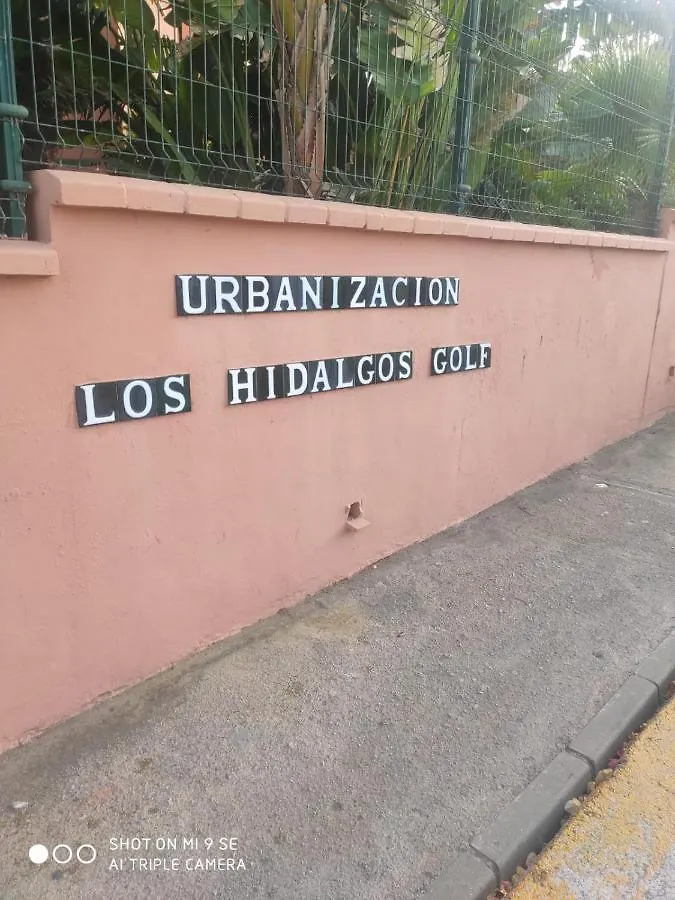 URBANIZACION
LOS HIDALGOS GOLF
SHOT ON MI 9 SE
AI TRIPLE CAMERA